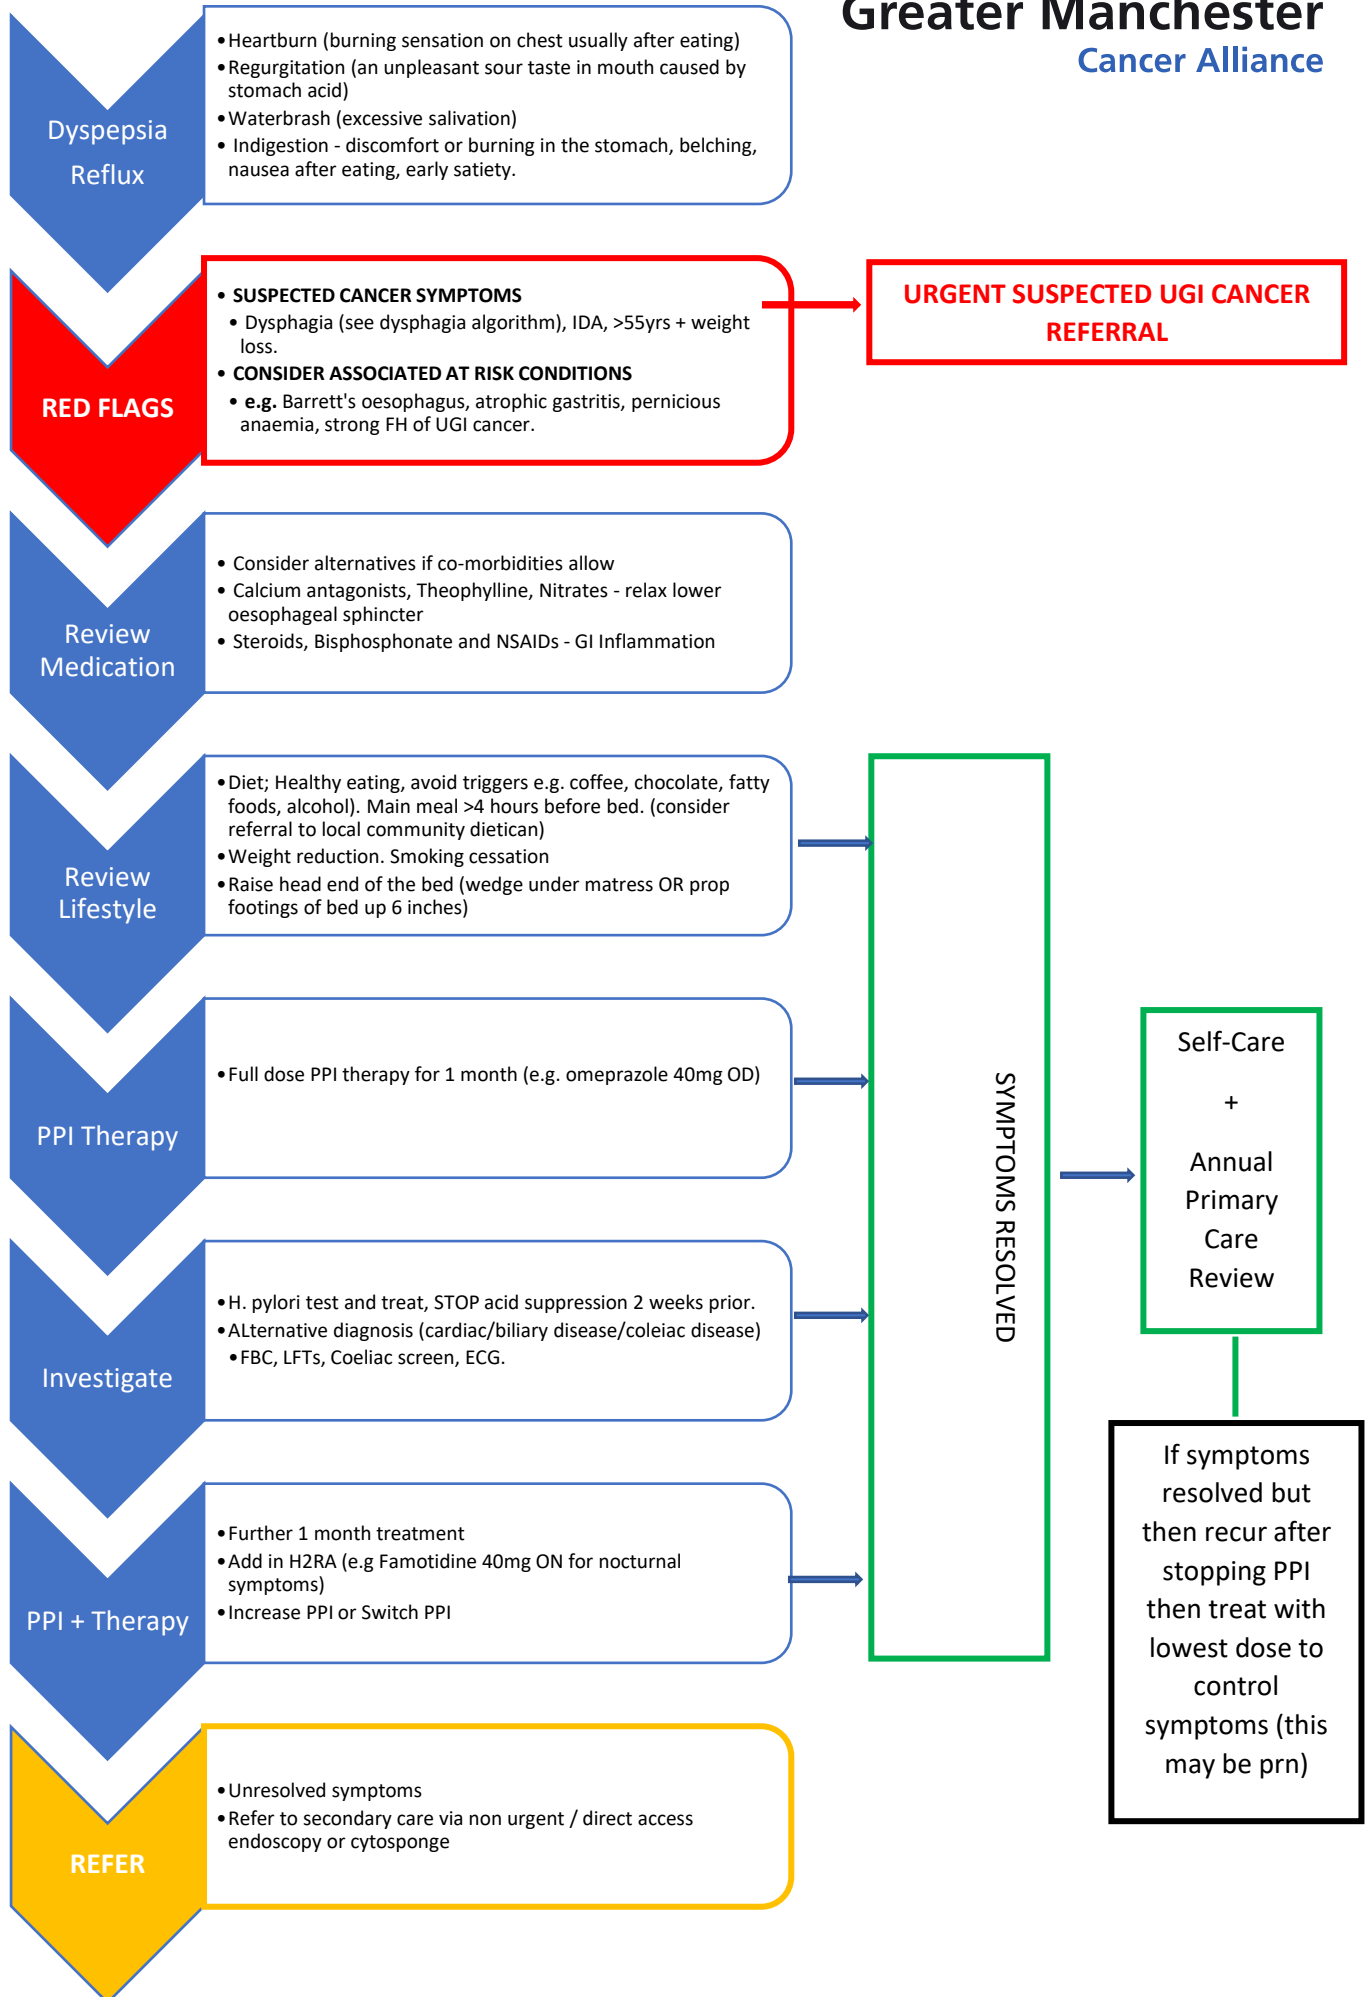 Greater Manchester
Cancer Alliance
Dyspepsia
Reflux
•Heartburn (burning sensation on chest usually after eating)
•Regurgitation (an unpleasant sour taste in mouth caused by
stomach acid)
•Waterbrash (excessive salivation)
• Indigestion - discomfort or burning in the stomach, belching,
nausea after eating, early satiety.
RED FLAGS
• SUSPECTED CANCER SYMPTOMS
• Dysphagia (see dysphagia algorithm), IDA, >55yrs + weight
loss.
• CONSIDER ASSOCIATED AT RISK CONDITIONS
• e.g. Barrett's oesophagus, atrophic gastritis, pernicious
anaemia, strong FH of UGI cancer.
URGENT SUSPECTED UGI CANCER
REFERRAL
Review
Medication
• Consider alternatives if co-morbidities allow
• Calcium antagonists, Theophylline, Nitrates - relax lower
oesophageal sphincter
• Steroids, Bisphosphonate and NSAIDs - GI Inflammation
Review
Lifestyle
•Diet; Healthy eating, avoid triggers e.g. coffee, chocolate, fatty
foods, alcohol). Main meal >4 hours before bed. (consider
referral to local community dietican)
•Weight reduction. Smoking cessation
•Raise head end of the bed (wedge under matress OR prop
footings of bed up 6 inches)
PPI Therapy
•Full dose PPI therapy for 1 month (e.g. omeprazole 40mg OD)
Investigate
•H. pylori test and treat, STOP acid suppression 2 weeks prior.
•ALternative diagnosis (cardiac/biliary disease/coleiac disease)
•FBC, LFTs, Coeliac screen, ECG.
PPI + Therapy
•Further 1 month treatment
•Add in H2RA (e.g Famotidine 40mg ON for nocturnal
symptoms)
•Increase PPI or Switch PPI
REFER
•Unresolved symptoms
•Refer to secondary care via non urgent / direct access
endoscopy or cytosponge
SYMPTOMS RESOLVED
Self-Care
+
Annual
Primary
Care
Review
If symptoms
resolved but
then recur after
stopping PPI
then treat with
lowest dose to
control
symptoms (this
may be prn)